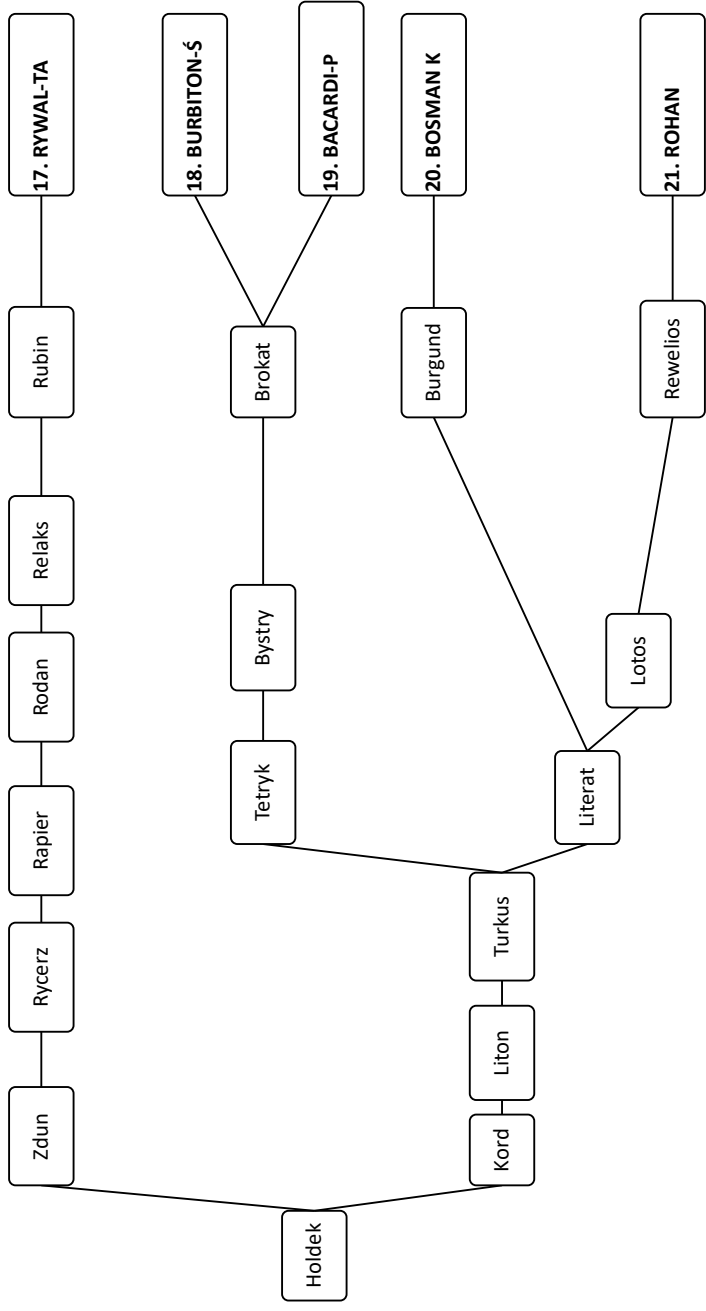 Holdek
Zdun
Rycerz
Rapier
Rodan
Relaks
Rubin
17. RYWAL-TA
Kord
Liton
Turkus
Tetryk
Bystry
Brokat
18. BURBITON-Ś
19. BACARDI-P
Literat
Burgund
20. BOSMAN K
Lotos
Rewelios
21. ROHAN